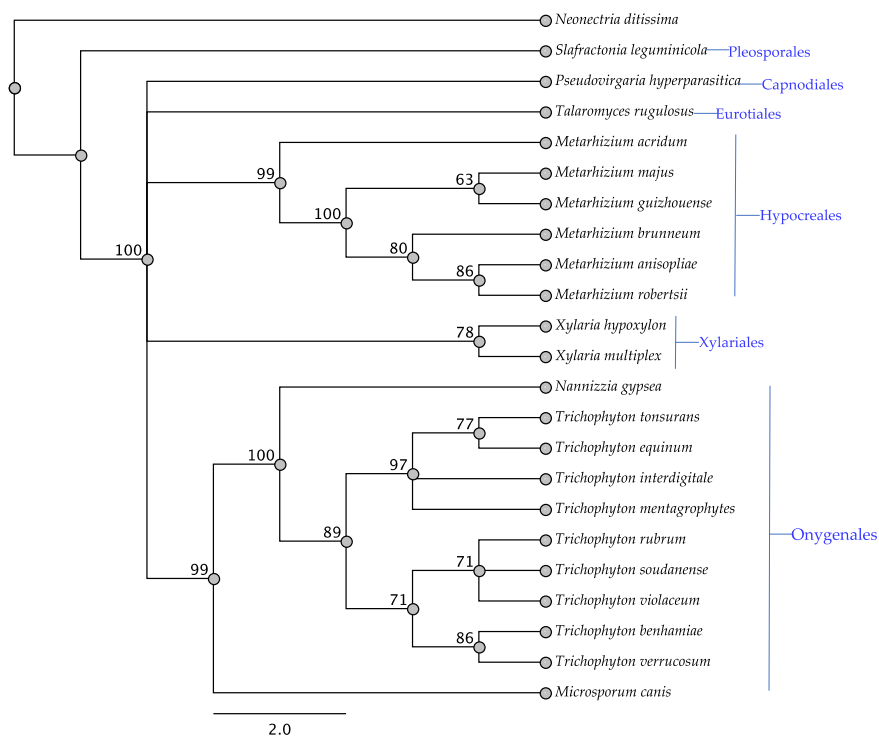 Neonectria ditissima
Slafractonia leguminicola
Pleosporales
Pseudovirgaria hyperparasitica
Capnodiales
Talaromyces rugulosus
Eurotiales
Metarhizium acridum
99
Metarhizium majus
63
Metarhizium guizhouense
100
Hypocreales
Metarhizium brunneum
80
100
Metarhizium anisopliae
86
Metarhizium robertsii
Xylaria hypoxylon
78
Xylariales
Xylaria multiplex
Nannizzia gypsea
Trichophyton tonsurans
77
Trichophyton equinum
100
97
Trichophyton interdigitale
Trichophyton mentagrophytes
89
Onygenales
Trichophyton rubrum
71
Trichophyton soudanense
99
Trichophyton violaceum
71
Trichophyton benhamiae
86
Trichophyton verrucosum
Microsporum canis
2.0